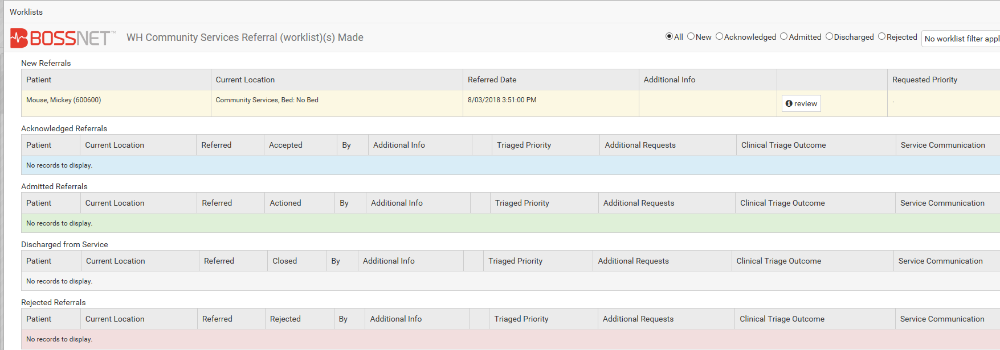 Worklists
BOSSNET™ WH Community Services Referral (worklist)(s) Made All New Acknowledged Admitted Discharged Rejected No worklist filter appl
New Referrals
Patient Current Location Referred Date Additional Info Requested Priority
Mouse, Mickey (600600) Community Services, Bed: No Bed 8/03/2018 3:51:00 PM review .
Acknowledged Referrals
Patient Current Location Referred Accepted By Additional Info Triaged Priority Additional Requests Clinical Triage Outcome Service Communication
No records to display.
Admitted Referrals
Patient Current Location Referred Actioned By Additional Info Triaged Priority Additional Requests Clinical Triage Outcome Service Communication
No records to display.
Discharged from Service
Patient Current Location Referred Closed By Additional Info Triaged Priority Additional Requests Clinical Triage Outcome Service Communication
No records to display.
Rejected Referrals
Patient Current Location Referred Rejected By Additional Info Triaged Priority Additional Requests Clinical Triage Outcome Service Communication
No records to display.